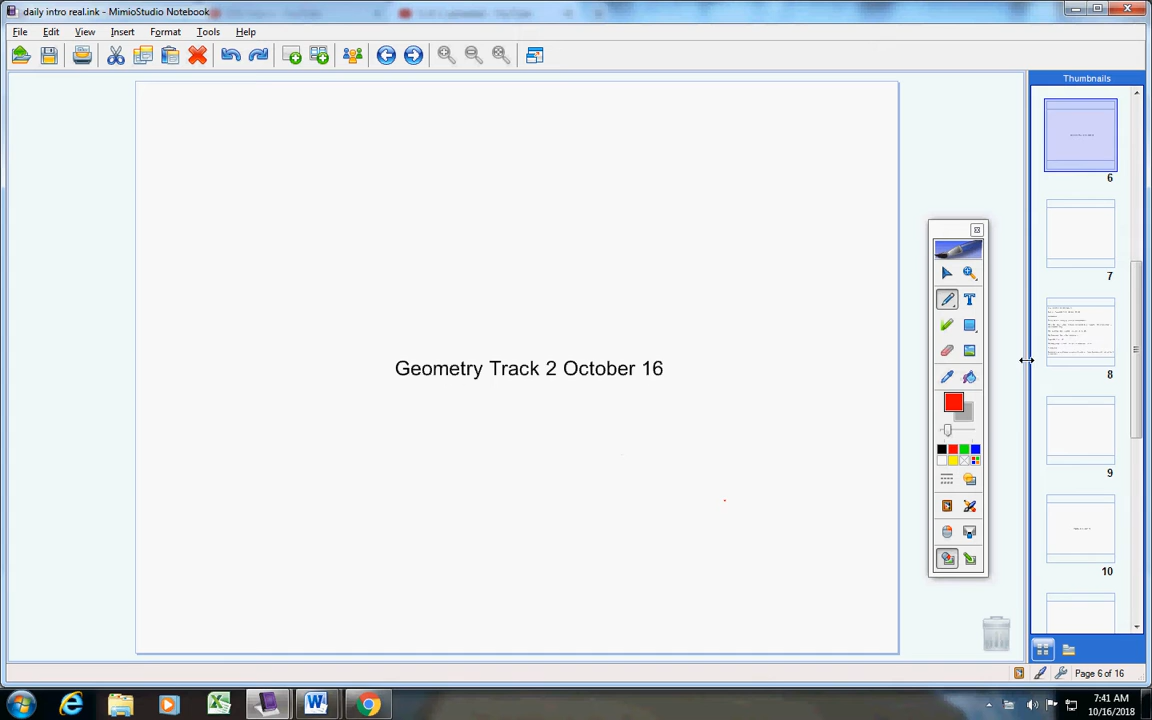 daily intro real.ink - MimioStudio Notebook
File Edit View Insert Format Tools Help
Thumbnails
6
7
Geometry Track 2 October 16
8
9
10
Page 6 of 16
7:41 AM
10/16/2018